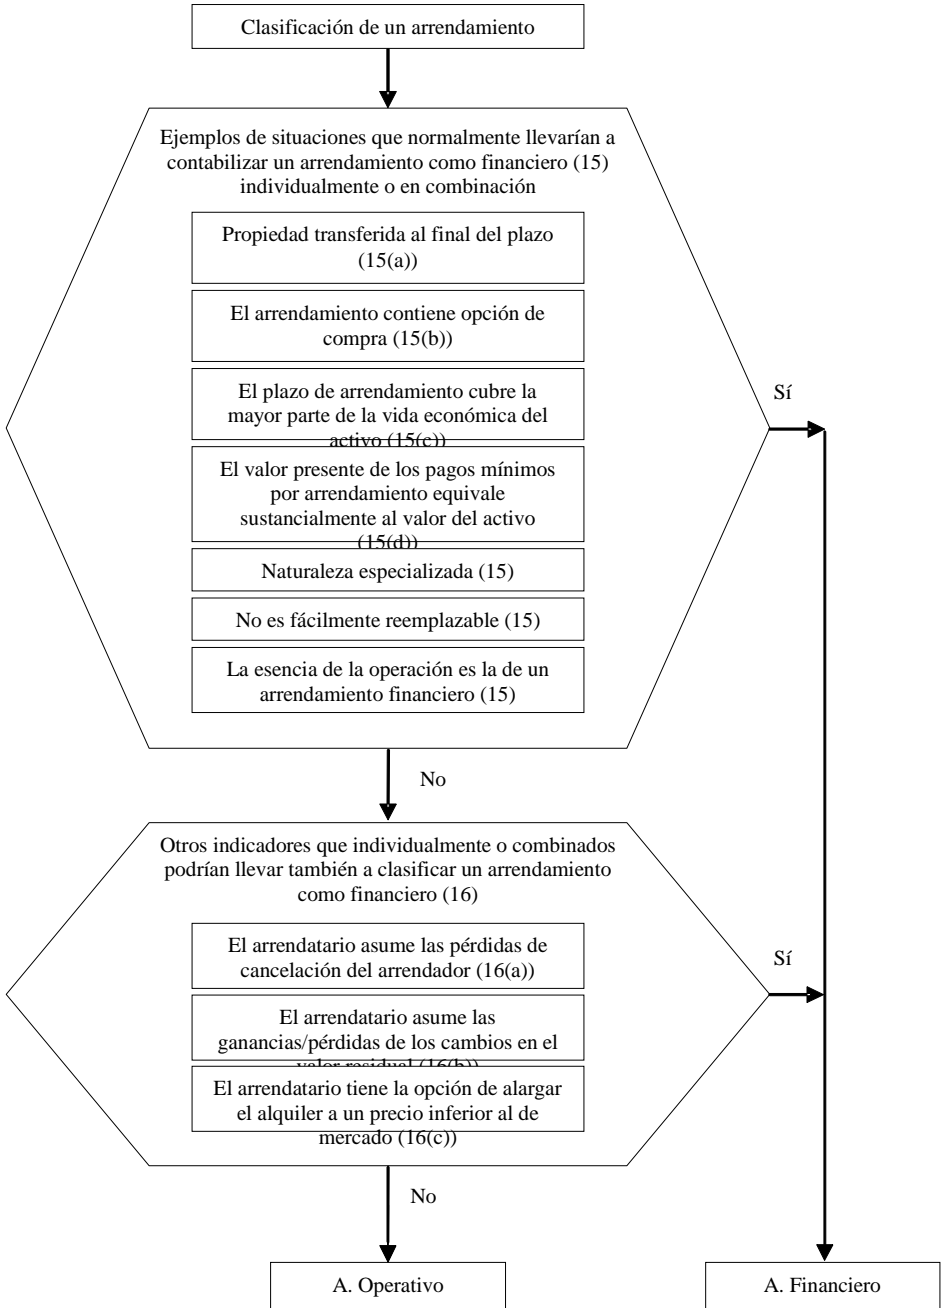 Clasificación de un arrendamiento
Ejemplos de situaciones que normalmente llevarían a
contabilizar un arrendamiento como financiero (15)
individualmente o en combinación
Propiedad transferida al final del plazo
(15(a))
El arrendamiento contiene opción de
compra (15(b))
El plazo de arrendamiento cubre la
mayor parte de la vida económica del
activo (15(c))
El valor presente de los pagos mínimos
por arrendamiento equivale
sustancialmente al valor del activo
(15(d))
Naturaleza especializada (15)
No es fácilmente reemplazable (15)
La esencia de la operación es la de un
arrendamiento financiero (15)
Sí
No
Otros indicadores que individualmente o combinados
podrían llevar también a clasificar un arrendamiento
como financiero (16)
El arrendatario asume las pérdidas de
cancelación del arrendador (16(a))
El arrendatario asume las
ganancias/pérdidas de los cambios en el
valor residual (16(b))
El arrendatario tiene la opción de alargar
el alquiler a un precio inferior al de
mercado (16(c))
Sí
No
A. Operativo
A. Financiero